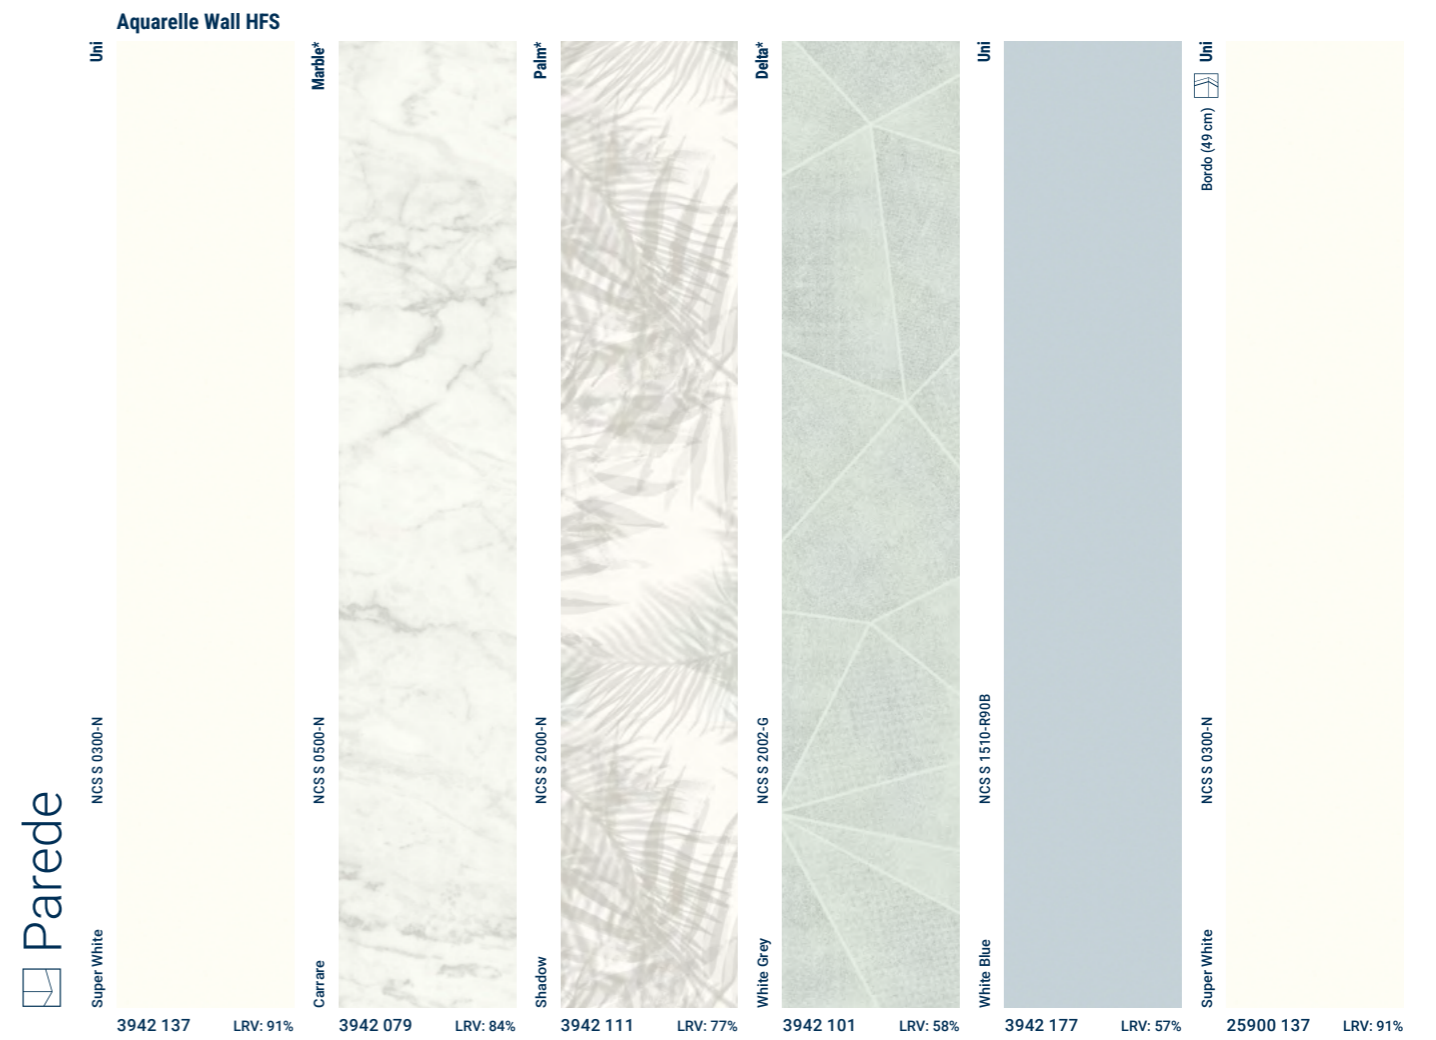 Aquarelle Wall HFS
Parede
Uni
NCS S 0300-N
Super White
3942 137
LRV: 91%
Marble*
NCS S 0500-N
Carrare
3942 079
LRV: 84%
Palm*
NCS S 2000-N
Shadow
3942 111
LRV: 77%
Delta*
NCS S 2002-G
White Grey
3942 101
LRV: 58%
Uni
NCS S 1510-R90B
White Blue
3942 177
LRV: 57%
Uni
Bordo (49 cm)
NCS S 0300-N
Super White
25900 137
LRV: 91%